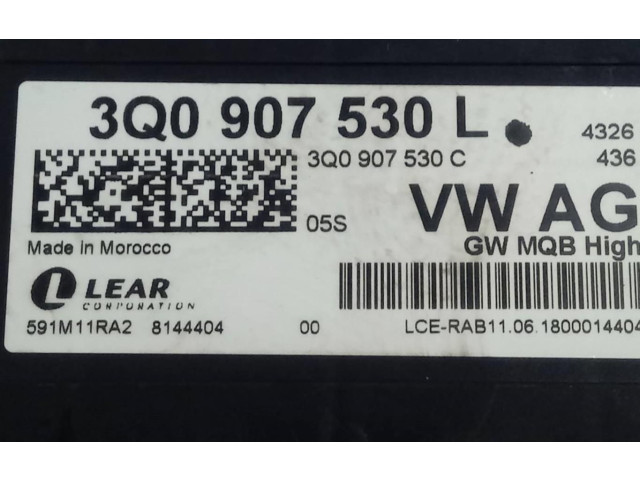 3Q0 907 530 L 4326
3Q0 907 530 C 436
05S VW AG
Made in Morocco GW MQB High
LEAR
CORPORATION
591M11RA2 8144404 00 LCE-RAB11.06.1800014404